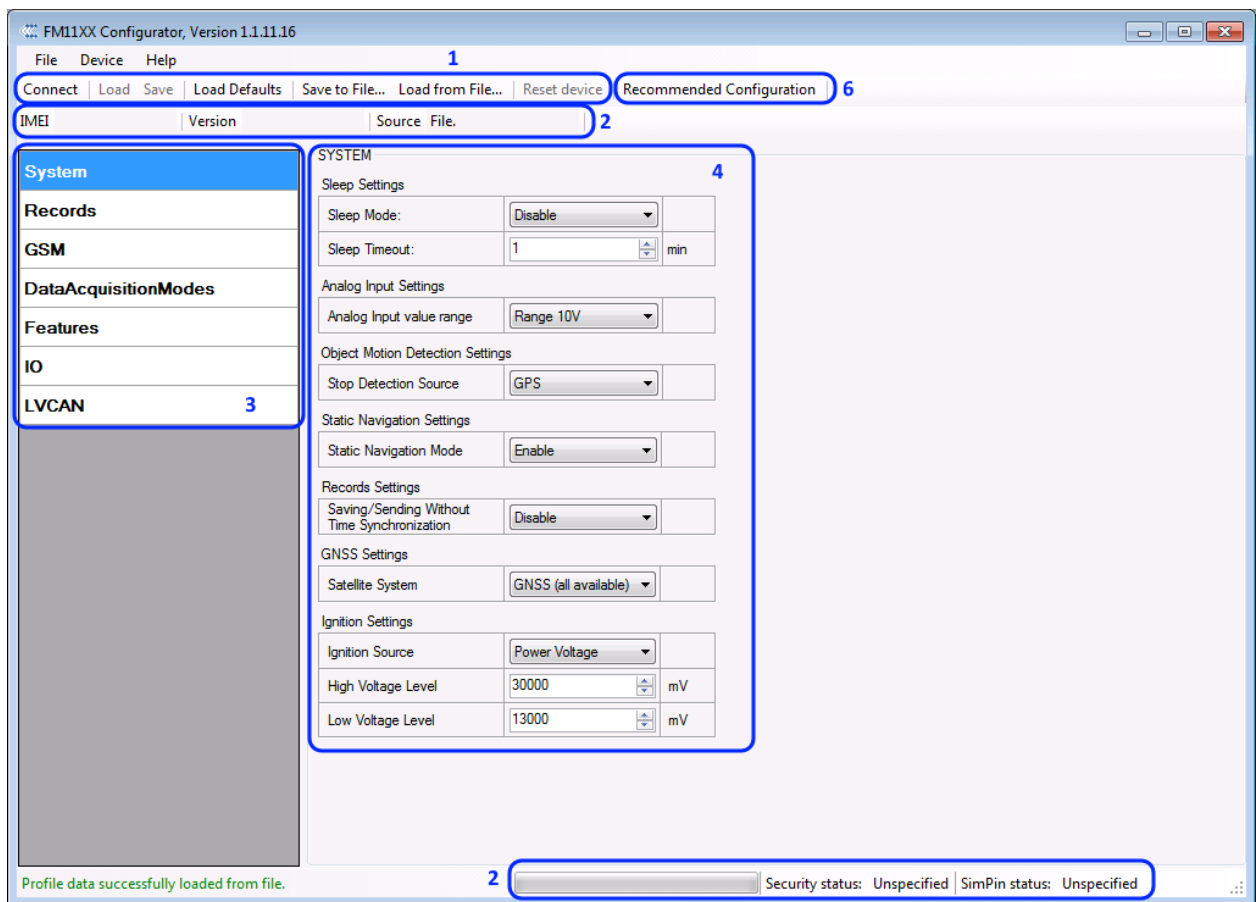 FM11XX Configurator, Version 1.1.11.16
File Device Help
1
Connect Load Save Load Defaults Save to File... Load from File... Reset device Recommended Configuration 6
IMEI Version Source File. 2
System
Records
GSM
DataAcquisitionModes
Features
IO
LVCAN 3
SYSTEM
4
Sleep Settings
Sleep Mode: Disable
Sleep Timeout: 1 min
Analog Input Settings
Analog Input value range Range 10V
Object Motion Detection Settings
Stop Detection Source GPS
Static Navigation Settings
Static Navigation Mode Enable
Records Settings
Saving/Sending Without
Time Synchronization Disable
GNSS Settings
Satellite System GNSS (all available)
Ignition Settings
Ignition Source Power Voltage
High Voltage Level 30000 mV
Low Voltage Level 13000 mV
Profile data successfully loaded from file. 2 Security status: Unspecified SimPin status: Unspecified